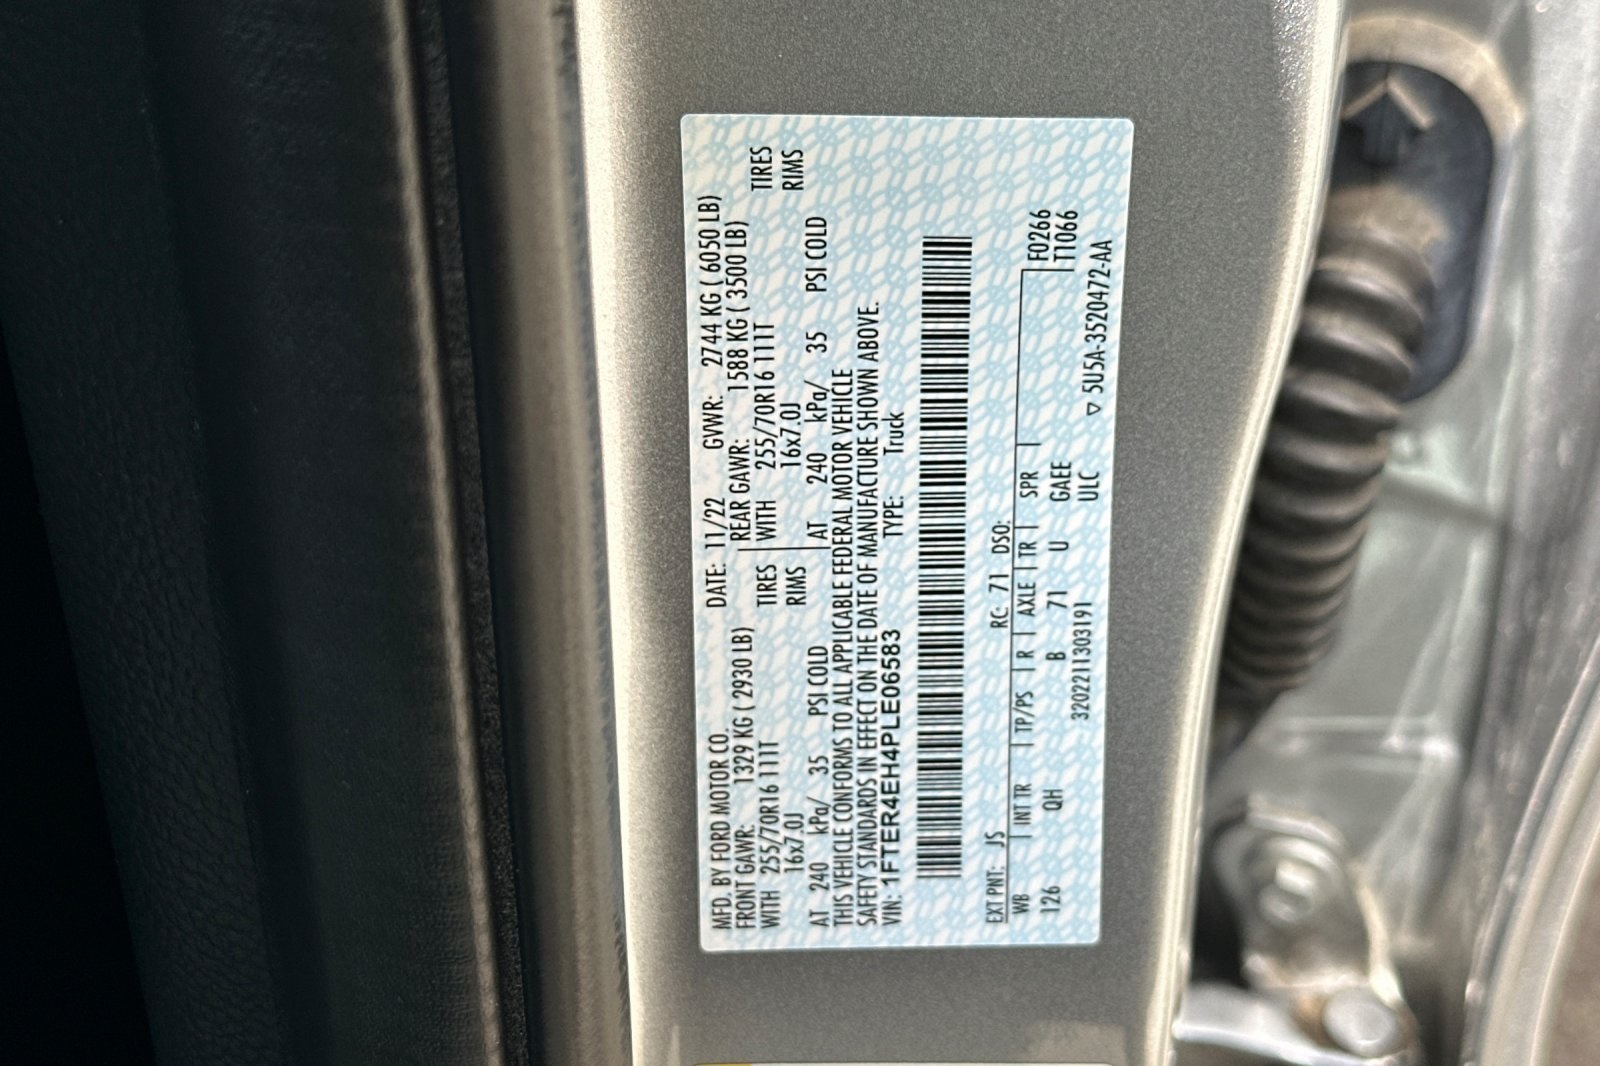 MFD. BY FORD MOTOR CO. DATE: 11/22 GVWR: 2744 KG ( 6050 LB)
FRONT GAWR: 1329 KG ( 2930 LB) REAR GAWR: 1588 KG ( 3500 LB)
WITH 255/70R16 111T TIRES WITH 255/70R16 111T TIRES
16x7.0J RIMS 16x7.0J RIMS
AT 240 kPa/ 35 PSI COLD AT 240 kPa/ 35 PSI COLD
THIS VEHICLE CONFORMS TO ALL APPLICABLE FEDERAL MOTOR VEHICLE
SAFETY STANDARDS IN EFFECT ON THE DATE OF MANUFACTURE SHOWN ABOVE.
VIN: 1FTER4EH4PLE06583 TYPE: Truck
EXT PNT: JS RC: 71 DSO: F0266
WB INT TR TP/PS R AXLE TR SPR T1066
126 QH B 71 U GAEE
3202211303191 ULC ▽ 5U5A-3520472-AA